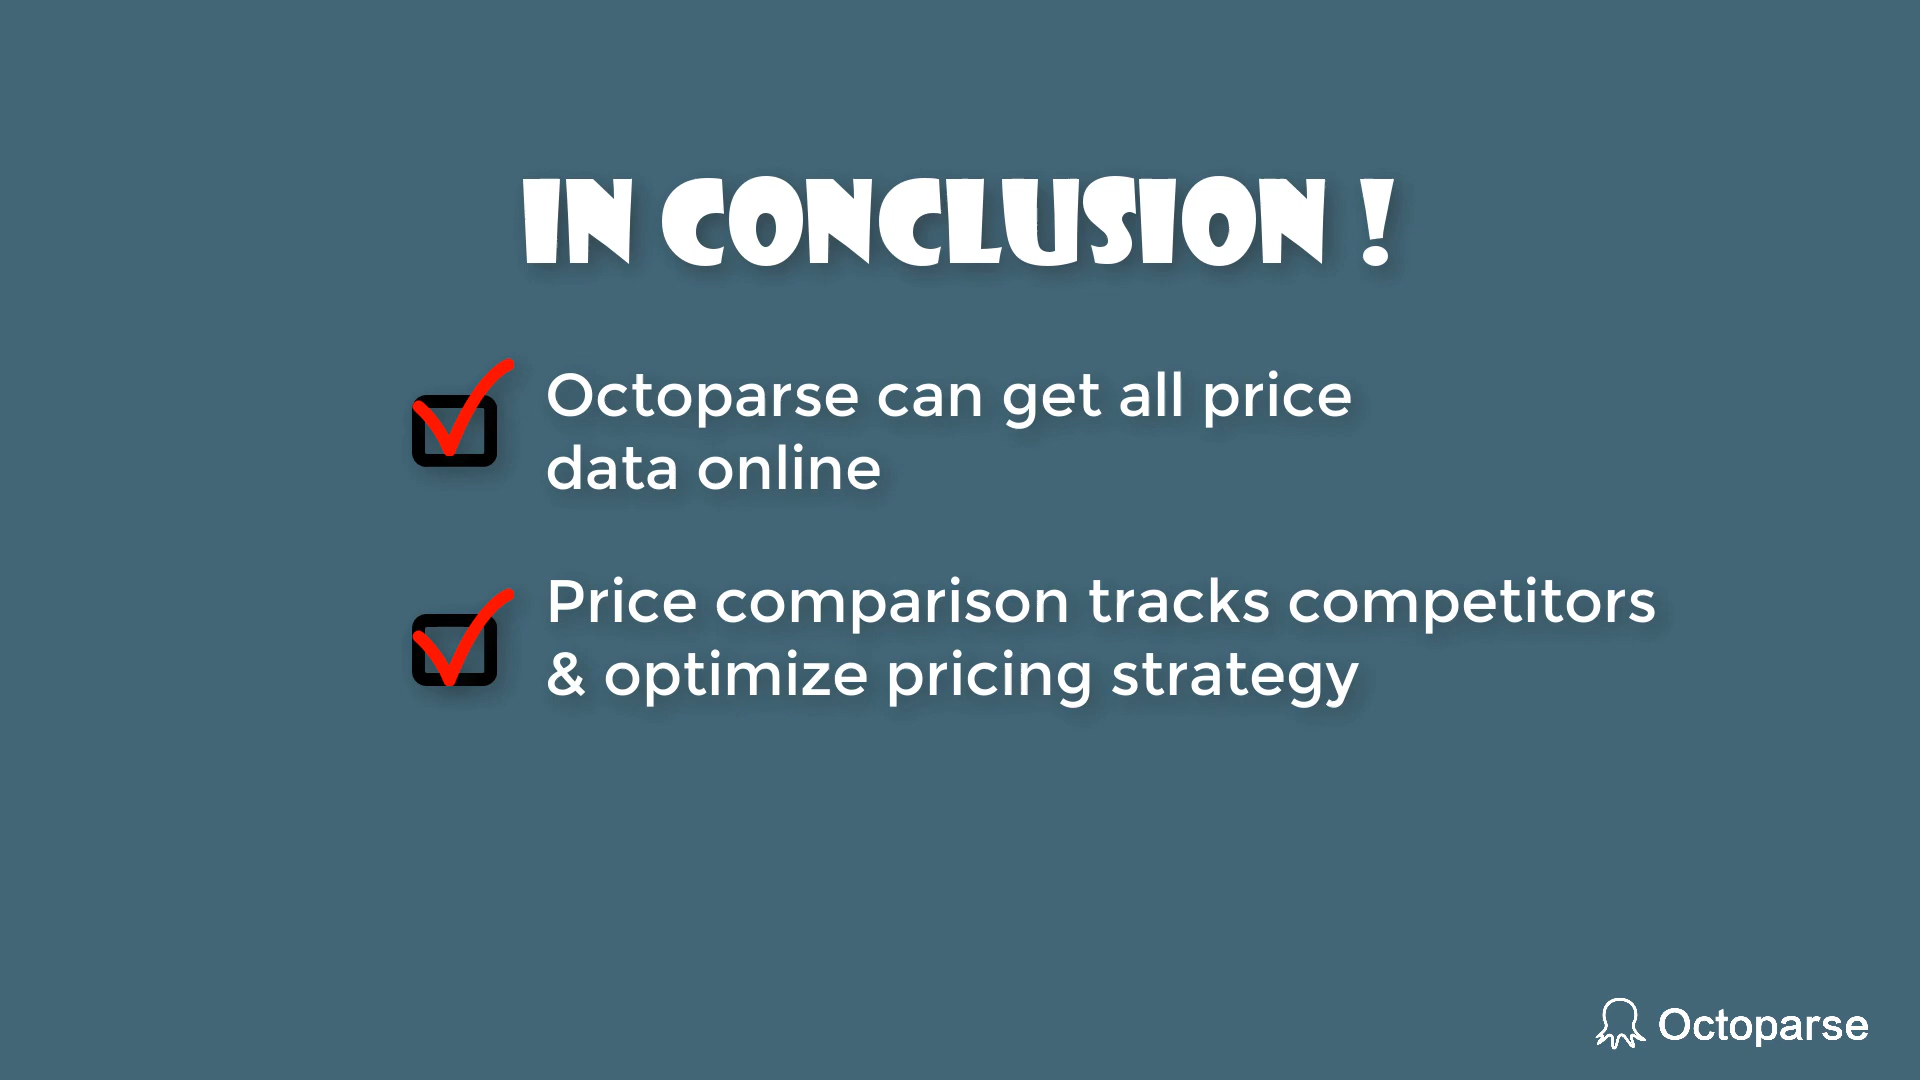 IN CONCLUSION !
Octoparse can get all price
data online
Price comparison tracks competitors
& optimize pricing strategy
Octoparse